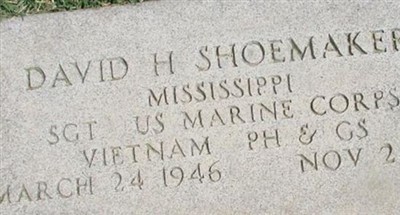 DAVID H SHOEMAKER
MISSISSIPPI
SGT US MARINE CORPS
VIETNAM PH & GS
MARCH 24 1946 NOV 2